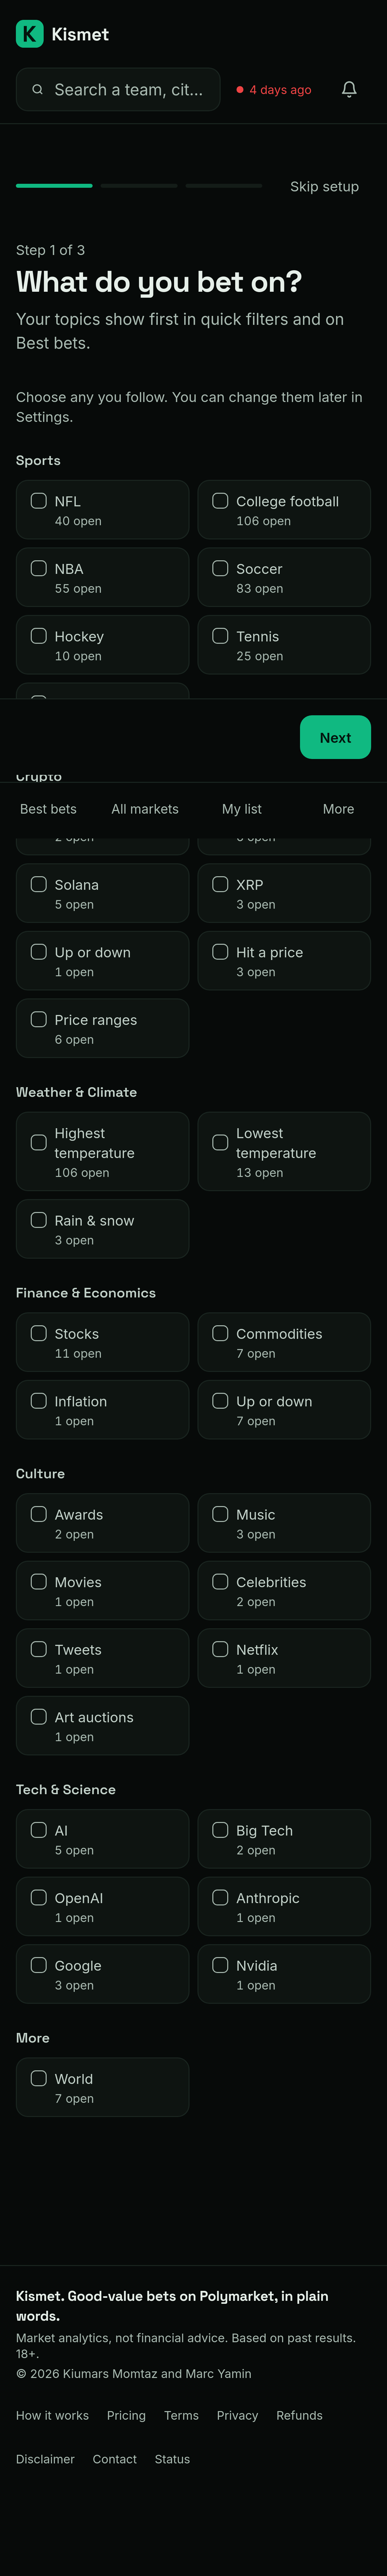 K Kismet
Search a team, cit...
4 days ago
Skip setup
Step 1 of 3
What do you bet on?
Your topics show first in quick filters and on
Best bets.
Choose any you follow. You can change them later in
Settings.
Sports
NFL
40 open
College football
106 open
NBA
55 open
Soccer
83 open
Hockey
10 open
Tennis
25 open
Next
Crypto
Best bets
All markets
My list
More
Solana
5 open
XRP
3 open
Up or down
1 open
Hit a price
3 open
Price ranges
6 open
Weather & Climate
Highest
temperature
106 open
Lowest
temperature
13 open
Rain & snow
3 open
Finance & Economics
Stocks
11 open
Commodities
7 open
Inflation
1 open
Up or down
7 open
Culture
Awards
2 open
Music
3 open
Movies
1 open
Celebrities
2 open
Tweets
1 open
Netflix
1 open
Art auctions
1 open
Tech & Science
AI
5 open
Big Tech
2 open
OpenAI
1 open
Anthropic
1 open
Google
3 open
Nvidia
1 open
More
World
7 open
Kismet. Good-value bets on Polymarket, in plain
words.
Market analytics, not financial advice. Based on past results.
18+.
© 2026 Kiumars Momtaz and Marc Yamin
How it works
Pricing
Terms
Privacy
Refunds
Disclaimer
Contact
Status